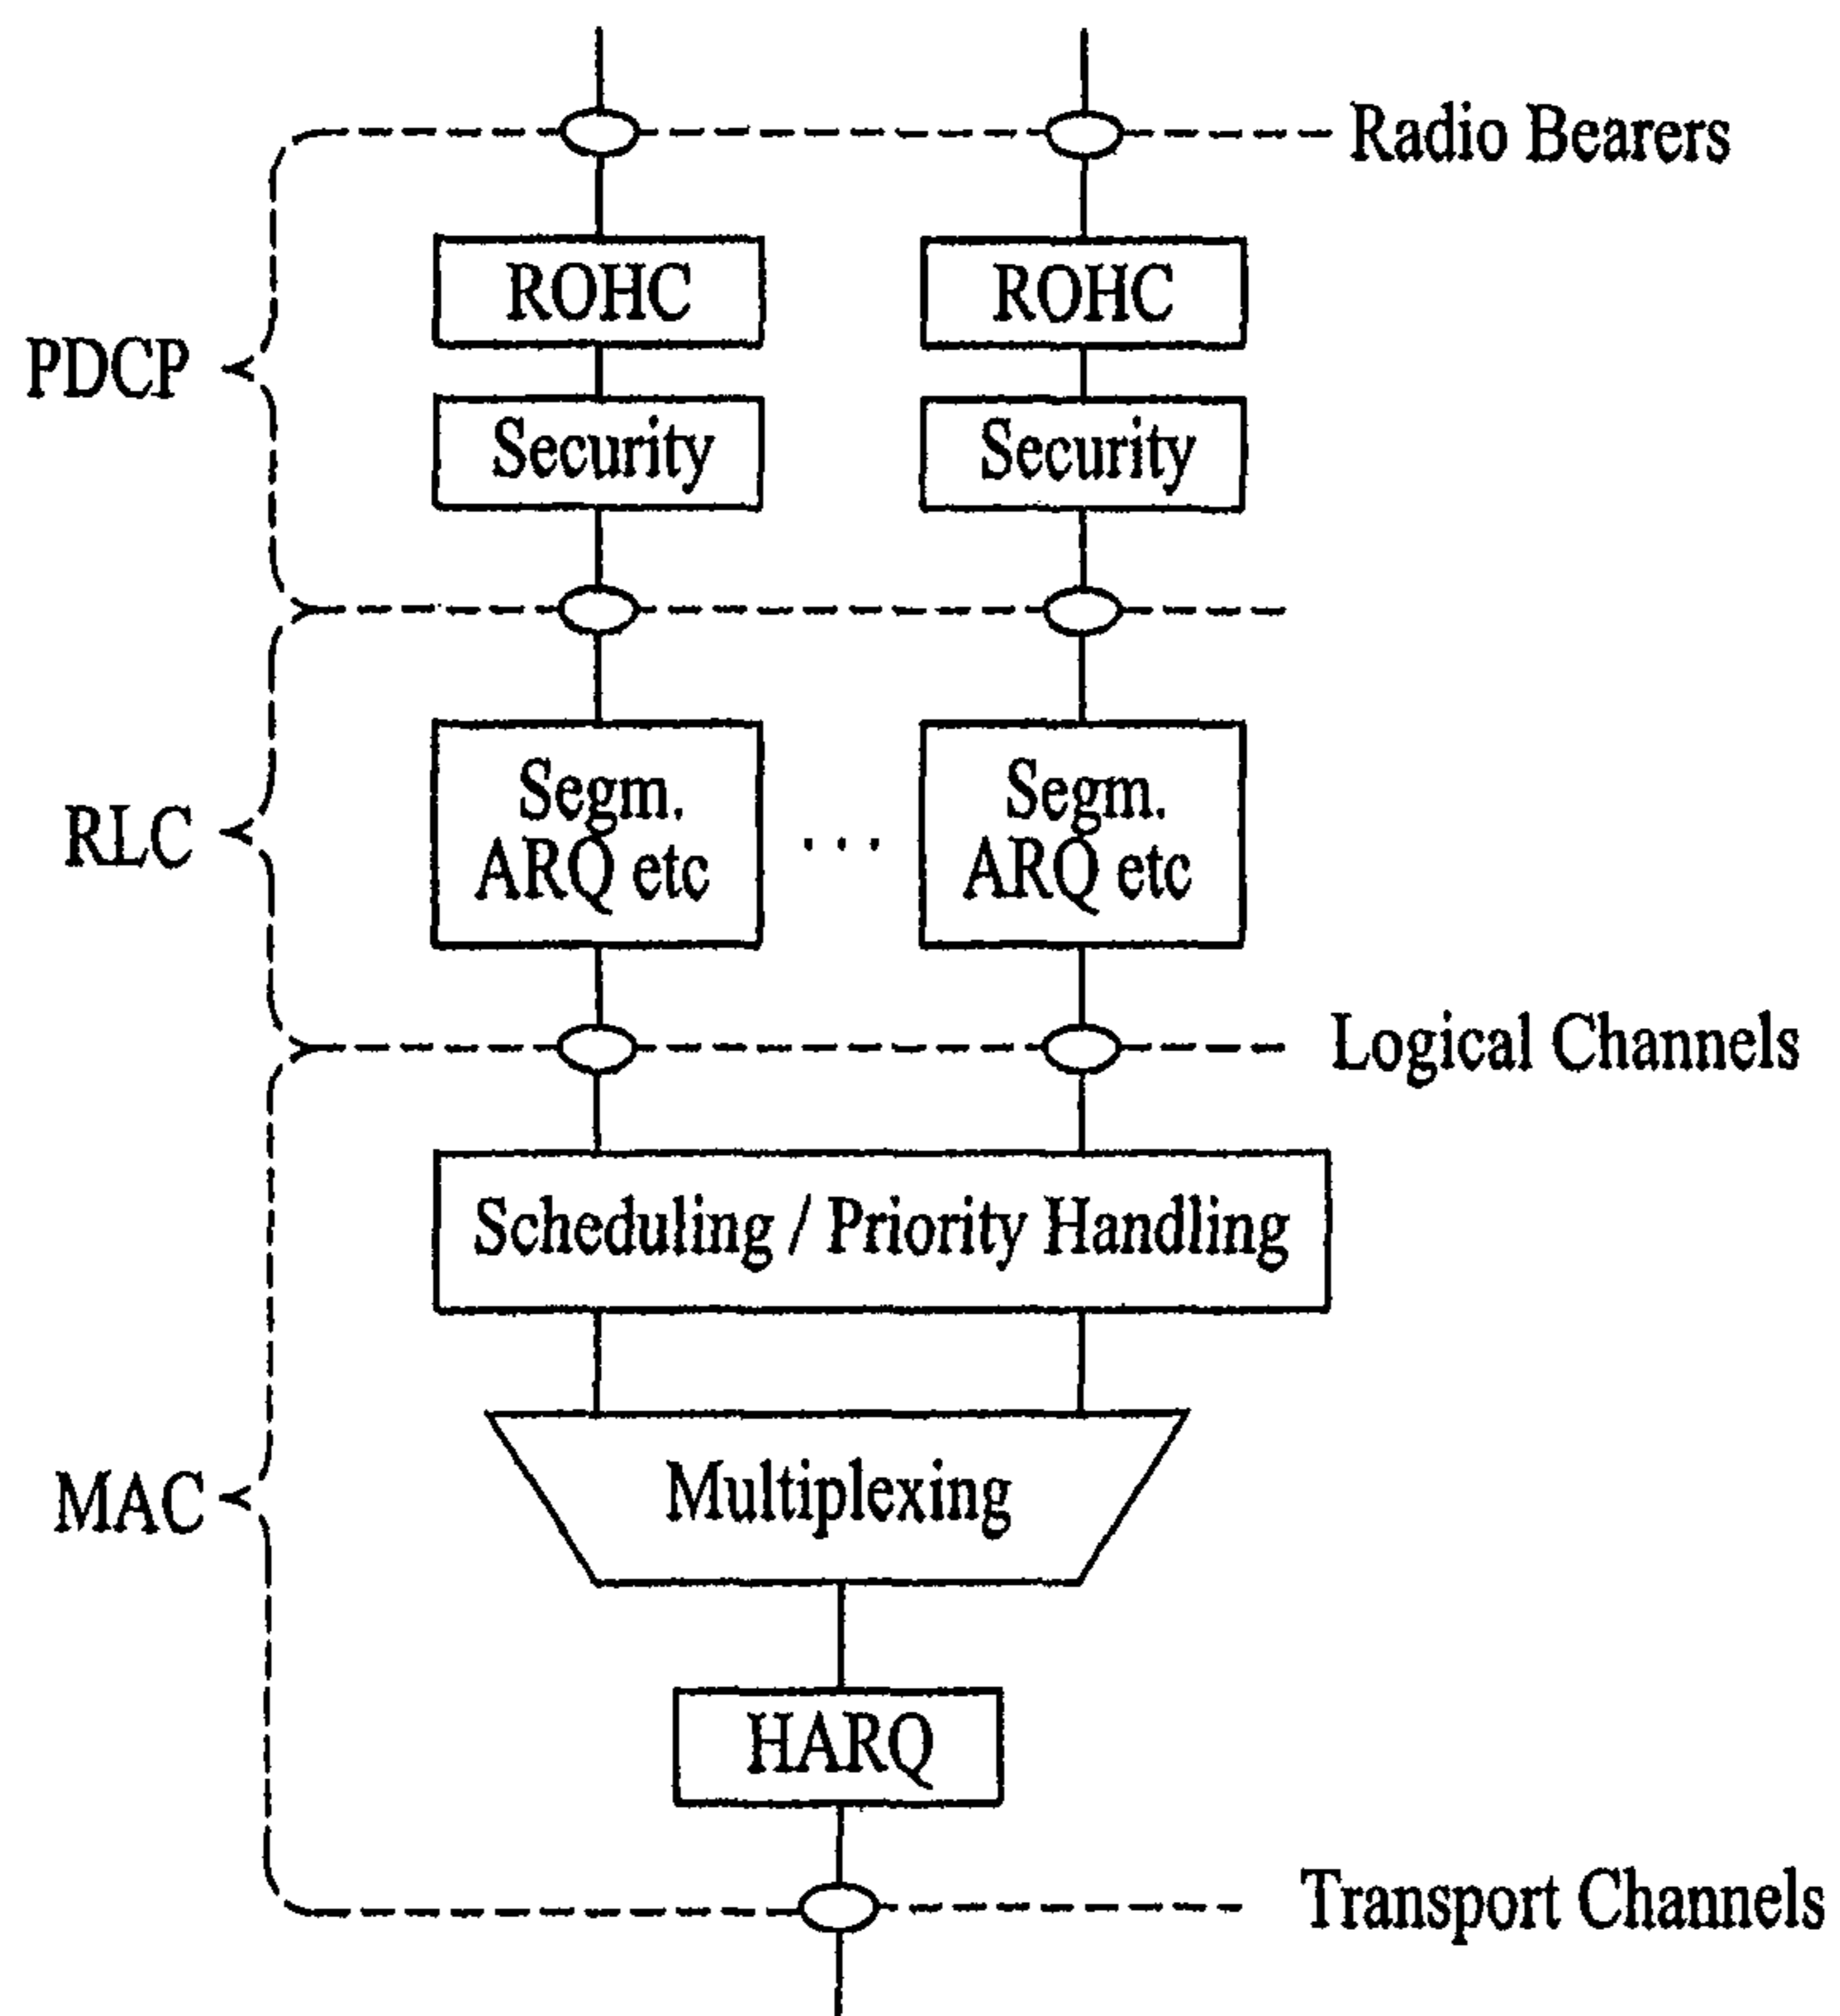 Radio Bearers
ROHC
ROHC
PDCP
Security
Security
Segm.
ARQ etc
...
Segm.
ARQ etc
RLC
Logical Channels
Scheduling / Priority Handling
Multiplexing
MAC
HARQ
Transport Channels